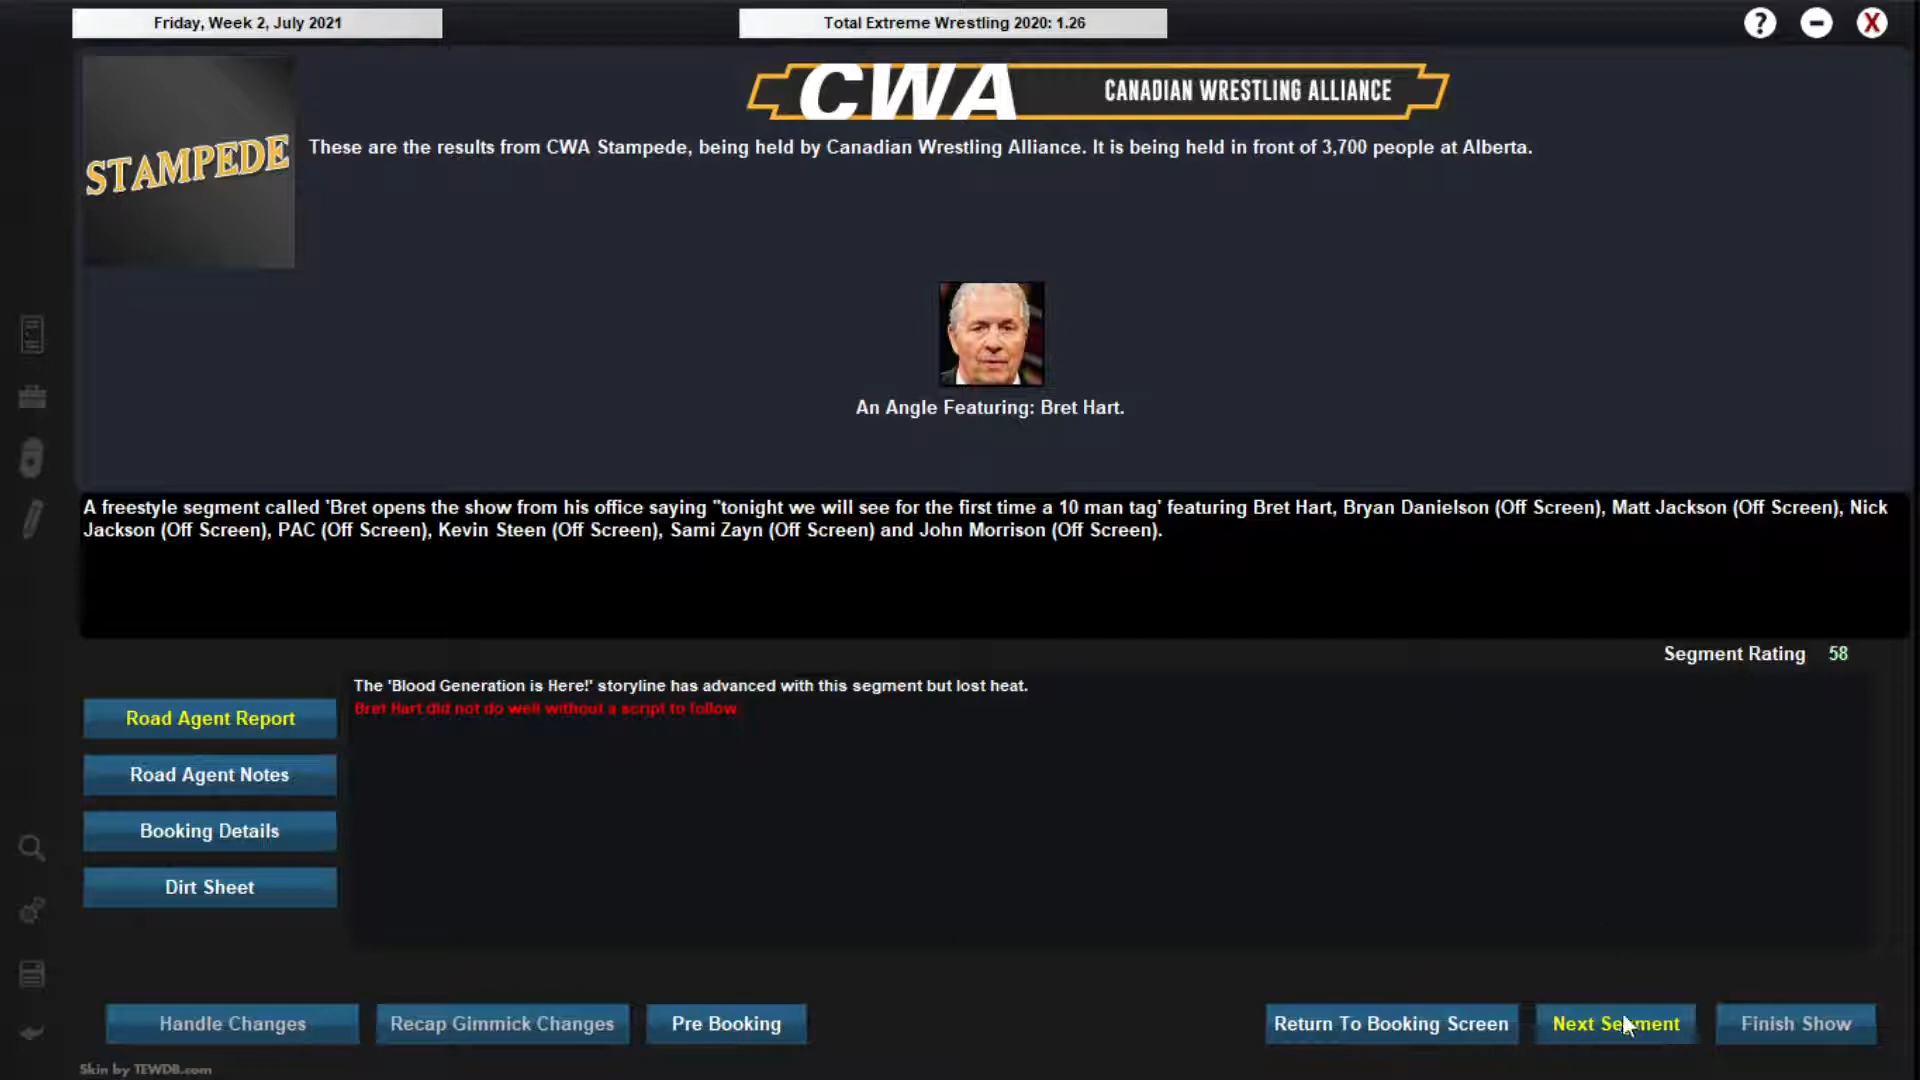 Friday, Week 2, July 2021
Total Extreme Wrestling 2020: 1.26
?
X
CWA
CANADIAN WRESTLING ALLIANCE
STAMPEDE
These are the results from CWA Stampede, being held by Canadian Wrestling Alliance. It is being held in front of 3,700 people at Alberta.
An Angle Featuring: Bret Hart.
A freestyle segment called 'Bret opens the show from his office saying "tonight we will see for the first time a 10 man tag' featuring Bret Hart, Bryan Danielson (Off Screen), Matt Jackson (Off Screen), Nick
Jackson (Off Screen), PAC (Off Screen), Kevin Steen (Off Screen), Sami Zayn (Off Screen) and John Morrison (Off Screen).
Segment Rating 58
The 'Blood Generation is Here!' storyline has advanced with this segment but lost heat.
Bret Hart did not do well without a script to follow.
Road Agent Report
Road Agent Notes
Booking Details
Dirt Sheet
Handle Changes
Recap Gimmick Changes
Pre Booking
Return To Booking Screen
Next Segment
Finish Show
Skin by TEWDB.com